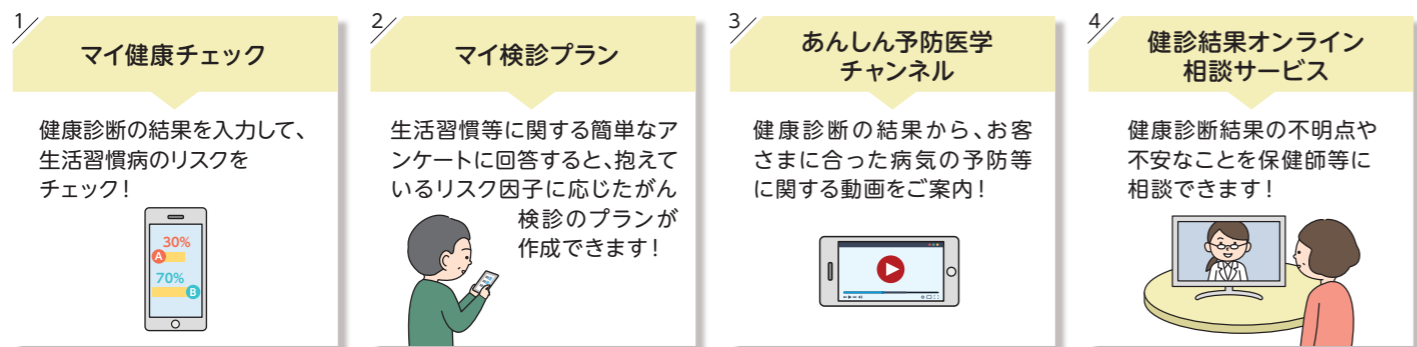 1
マイ健康チェック
健康診断の結果を入力して、
生活習慣病のリスクを
チェック！
30%
A
70%
B
2
マイ検診プラン
生活習慣等に関する簡単なア
ンケートに回答すると、抱えて
いるリスク因子に応じたがん
検診のプランが
作成できます！
3
あんしん予防医学
チャンネル
健康診断の結果から、お客
さまに合った病気の予防等
に関する動画をご案内！
4
健診結果オンライン
相談サービス
健康診断結果の不明点や
不安なことを保健師等に
相談できます！